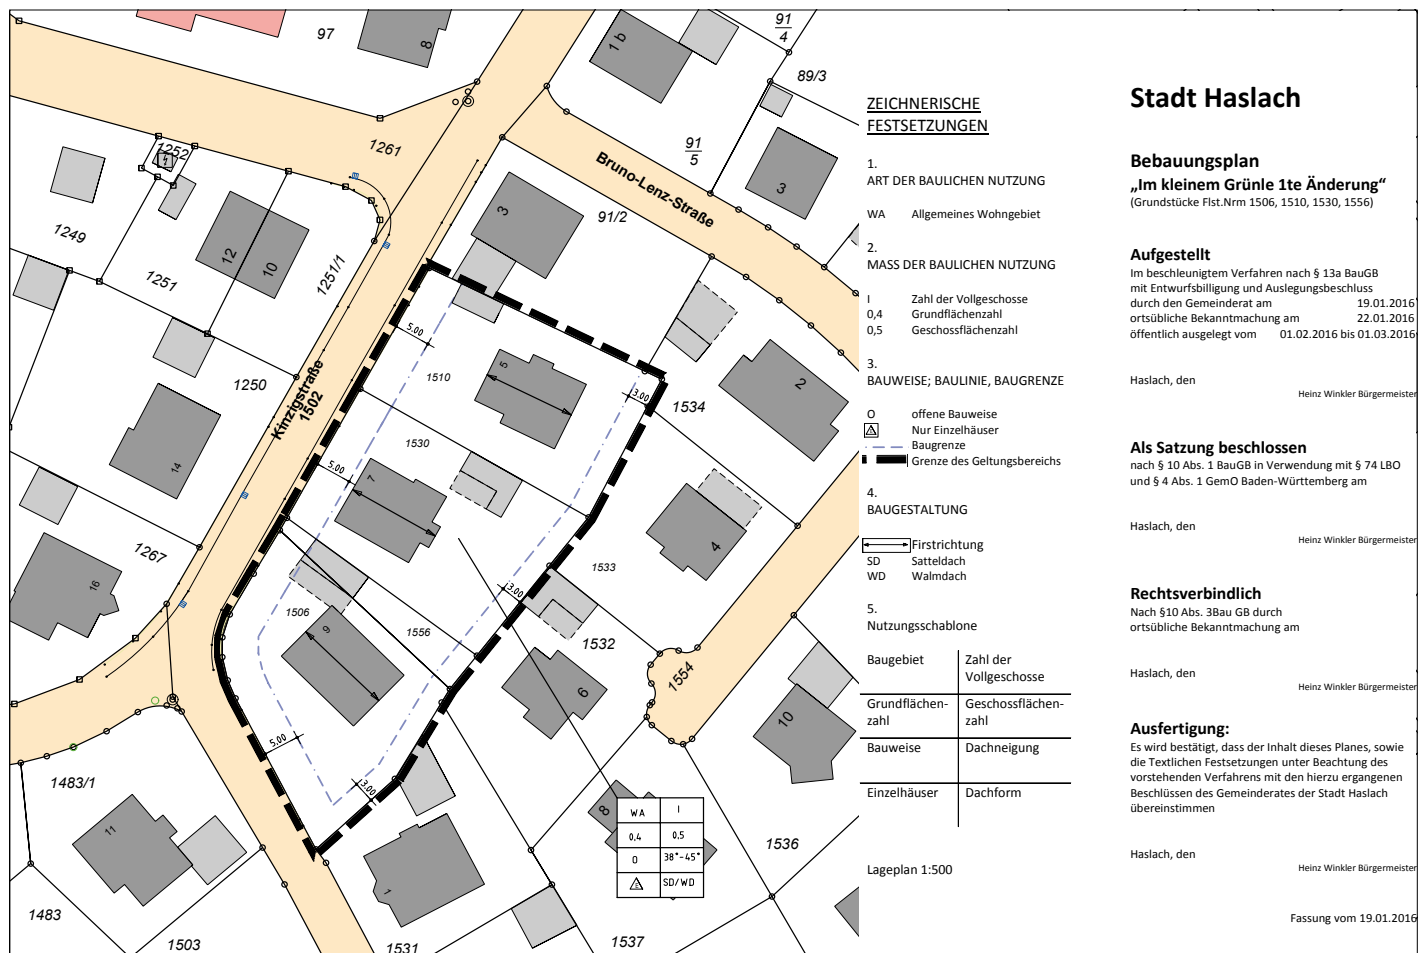 97
8
1 b
91
4
89/3
1261
1252
91
5
3
Bruno-Lenz-Straße
3
91/2
1249
12
10
1251/1
1251
5,00
1510
5
2
1250
Kinzigstraße
1502
3,00
1534
1530
14
5,00
7
1267
4
16
3,00
1533
1506
1556
9
1532
1554
6
10
5,00
3,00
1483/1
11
8
WA I
0,4 0,5
O 38°-45°
E SD/WD
1536
1
1483
1503
1531
1537
ZEICHNERISCHE
FESTSETZUNGEN
1.
ART DER BAULICHEN NUTZUNG
WA Allgemeines Wohngebiet
2.
MASS DER BAULICHEN NUTZUNG
I Zahl der Vollgeschosse
0,4 Grundflächenzahl
0,5 Geschossflächenzahl
3.
BAUWEISE; BAULINIE, BAUGRENZE
O offene Bauweise
E Nur Einzelhäuser
Baugrenze
Grenze des Geltungsbereichs
4.
BAUGESTALTUNG
Firstrichtung
SD Satteldach
WD Walmdach
5.
Nutzungsschablone
Baugebiet Zahl der
Vollgeschosse
Grundflächen- Geschossflächen-
zahl zahl
Bauweise Dachneigung
Einzelhäuser Dachform
Lageplan 1:500
Stadt Haslach
Bebauungsplan
„Im kleinem Grünle 1te Änderung“
(Grundstücke Flst.Nrm 1506, 1510, 1530, 1556)
Aufgestellt
Im beschleunigtem Verfahren nach § 13a BauGB
mit Entwurfsbilligung und Auslegungsbeschluss
durch den Gemeinderat am 19.01.2016
ortsübliche Bekanntmachung am 22.01.2016
öffentlich ausgelegt vom 01.02.2016 bis 01.03.2016
Haslach, den
Heinz Winkler Bürgermeister
Als Satzung beschlossen
nach § 10 Abs. 1 BauGB in Verwendung mit § 74 LBO
und § 4 Abs. 1 GemO Baden-Württemberg am
Haslach, den
Heinz Winkler Bürgermeister
Rechtsverbindlich
Nach §10 Abs. 3Bau GB durch
ortsübliche Bekanntmachung am
Haslach, den
Heinz Winkler Bürgermeister
Ausfertigung:
Es wird bestätigt, dass der Inhalt dieses Planes, sowie
die Textlichen Festsetzungen unter Beachtung des
vorstehenden Verfahrens mit den hierzu ergangenen
Beschlüssen des Gemeinderates der Stadt Haslach
übereinstimmen
Haslach, den
Heinz Winkler Bürgermeister
Fassung vom 19.01.2016